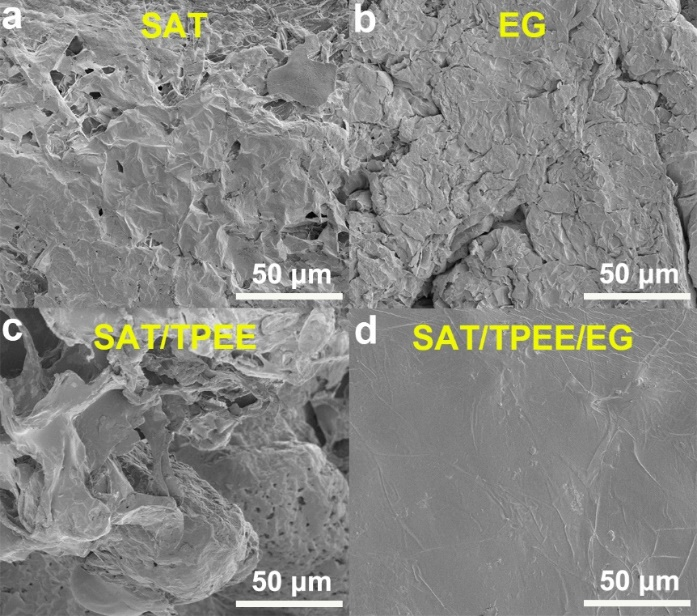 a
SAT
50 µm
b
EG
50 µm
c
SAT/TPEE
50 µm
d
SAT/TPEE/EG
50 µm